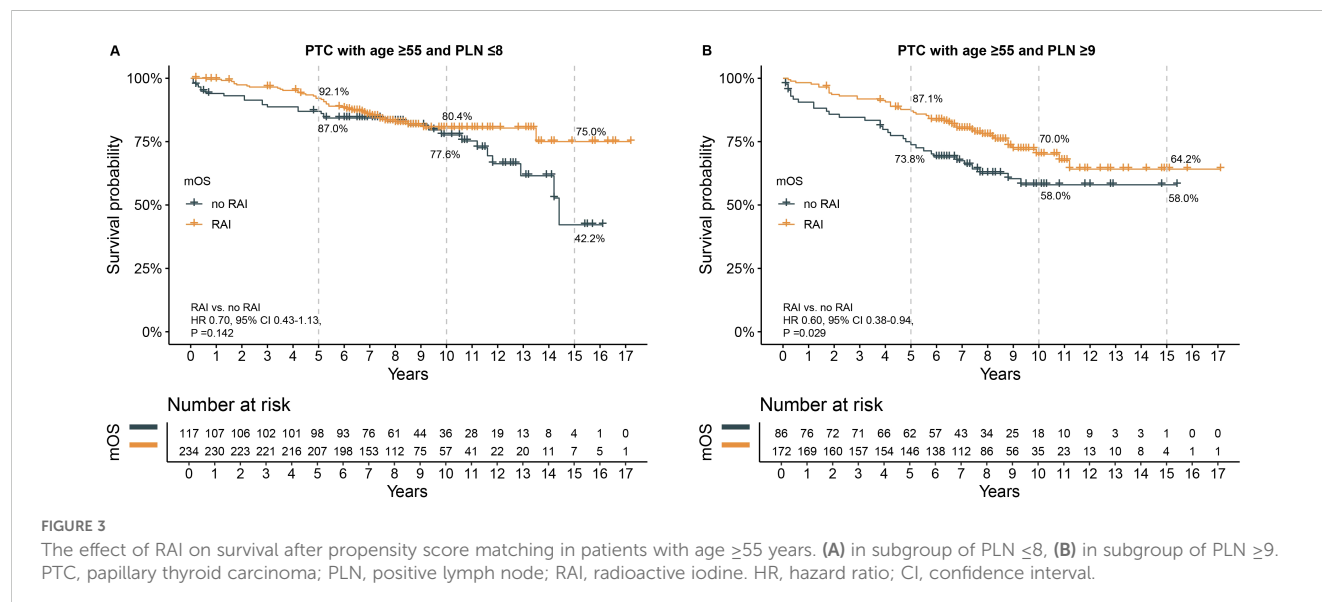 A
PTC with age ≥55 and PLN ≤8
Survival probability
100%
75%
50%
25%
0%
92.1%
87.0%
80.4%
77.6%
75.0%
42.2%
mOS
no RAI
RAI
RAI vs. no RAI
HR 0.70, 95% CI 0.43-1.13,
P =0.142
0 1 2 3 4 5 6 7 8 9 10 11 12 13 14 15 16 17
Years
Number at risk
mOS
117 107 106 102 101 98 93 76 61 44 36 28 19 13 8 4 1 0
234 230 223 221 216 207 198 153 112 75 57 41 22 20 11 7 5 1
0 1 2 3 4 5 6 7 8 9 10 11 12 13 14 15 16 17
Years
B
PTC with age ≥55 and PLN ≥9
Survival probability
100%
75%
50%
25%
0%
87.1%
73.8%
70.0%
58.0%
64.2%
58.0%
mOS
no RAI
RAI
RAI vs. no RAI
HR 0.60, 95% CI 0.38-0.94,
P =0.029
0 1 2 3 4 5 6 7 8 9 10 11 12 13 14 15 16 17
Years
Number at risk
mOS
86 76 72 71 66 62 57 43 34 25 18 10 9 3 3 1 0 0
172 169 160 157 154 146 138 112 86 56 35 23 13 10 8 4 1 1
0 1 2 3 4 5 6 7 8 9 10 11 12 13 14 15 16 17
Years
FIGURE 3
The effect of RAI on survival after propensity score matching in patients with age ≥55 years. (A) in subgroup of PLN ≤8, (B) in subgroup of PLN ≥9.
PTC, papillary thyroid carcinoma; PLN, positive lymph node; RAI, radioactive iodine. HR, hazard ratio; CI, confidence interval.